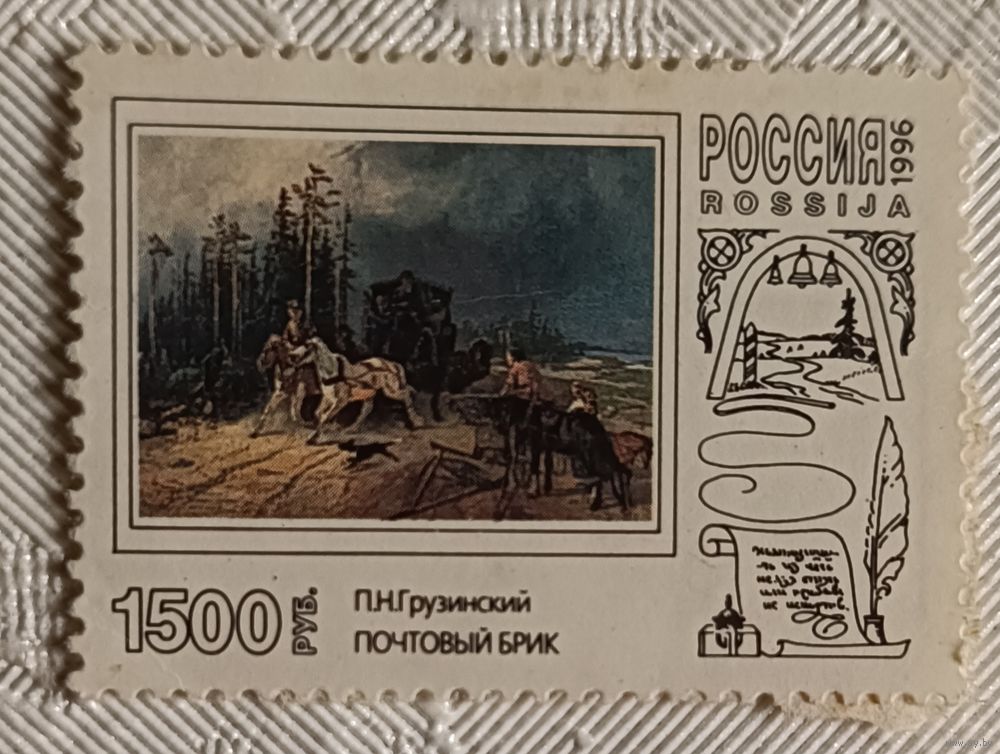 РОССИЯ 1996
ROSSIJA
1500 РУБ.
П.Н.Грузинский
ПОЧТОВЫЙ БРИК